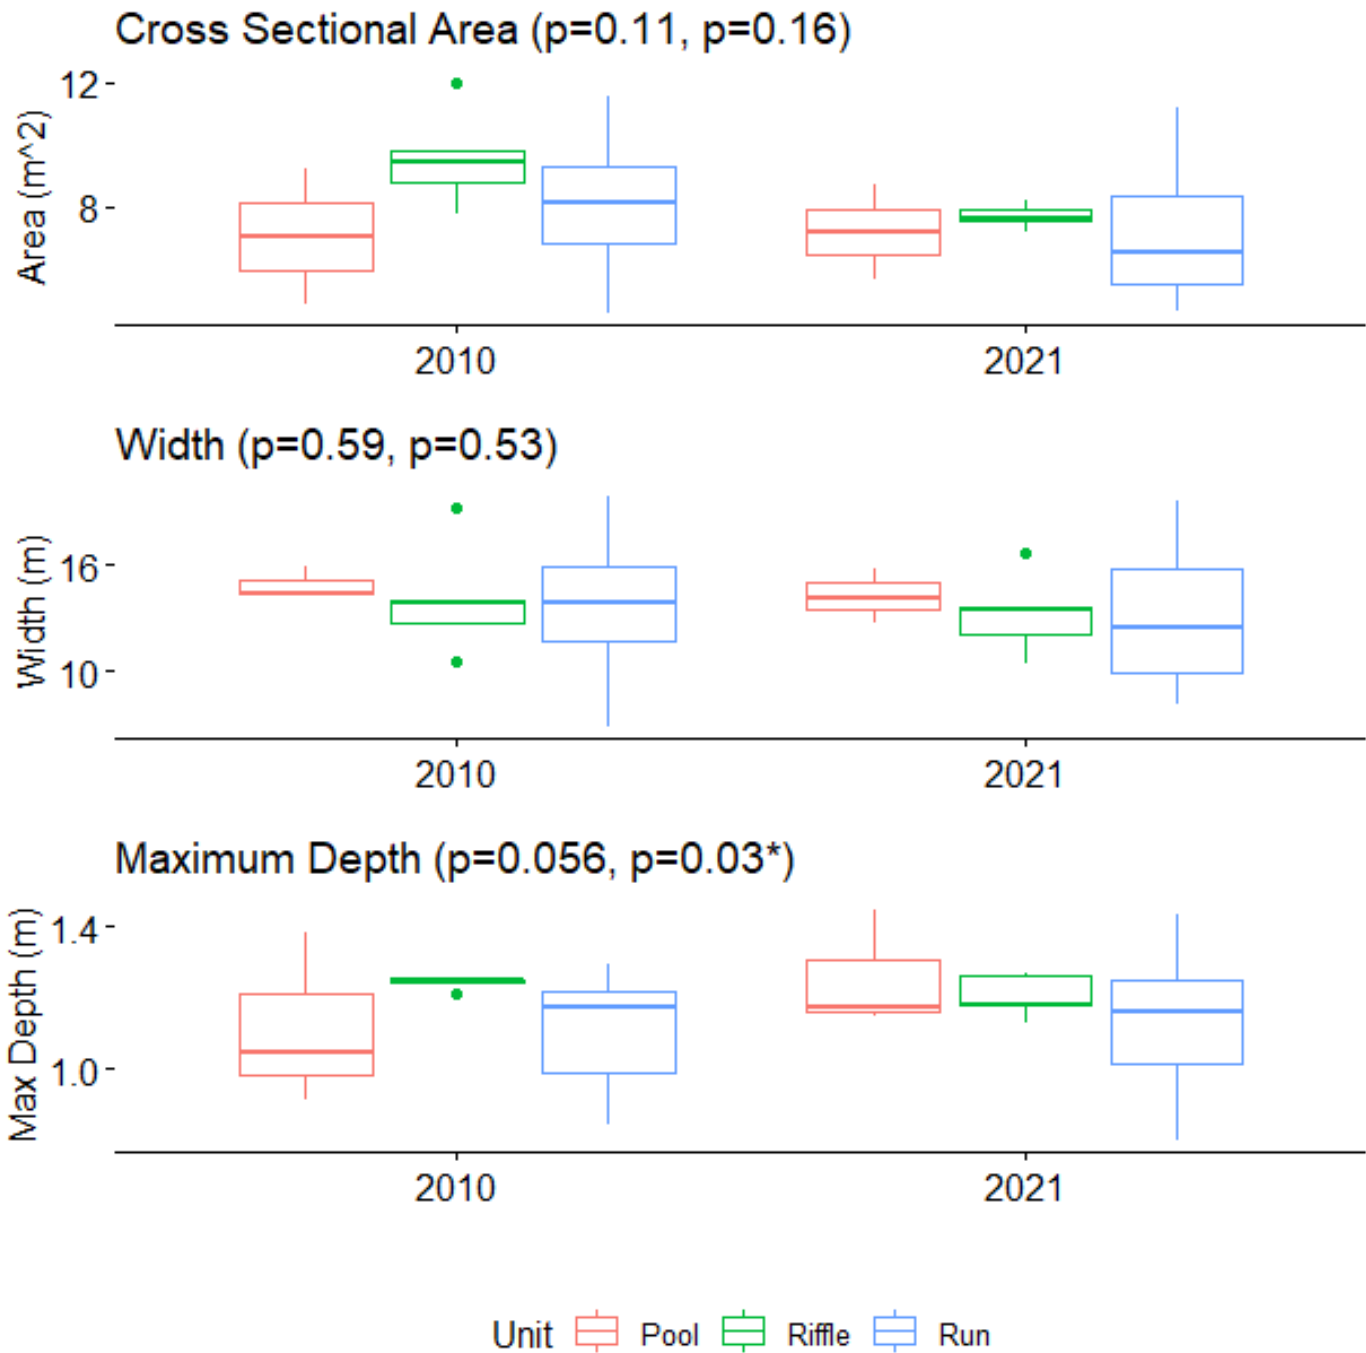 Cross Sectional Area (p=0.11, p=0.16)
Area (m^2)
12
8
2010 2021
Width (p=0.59, p=0.53)
Width (m)
16
10
2010 2021
Maximum Depth (p=0.056, p=0.03*)
Max Depth (m)
1.4
1.0
2010 2021
Unit Pool Riffle Run